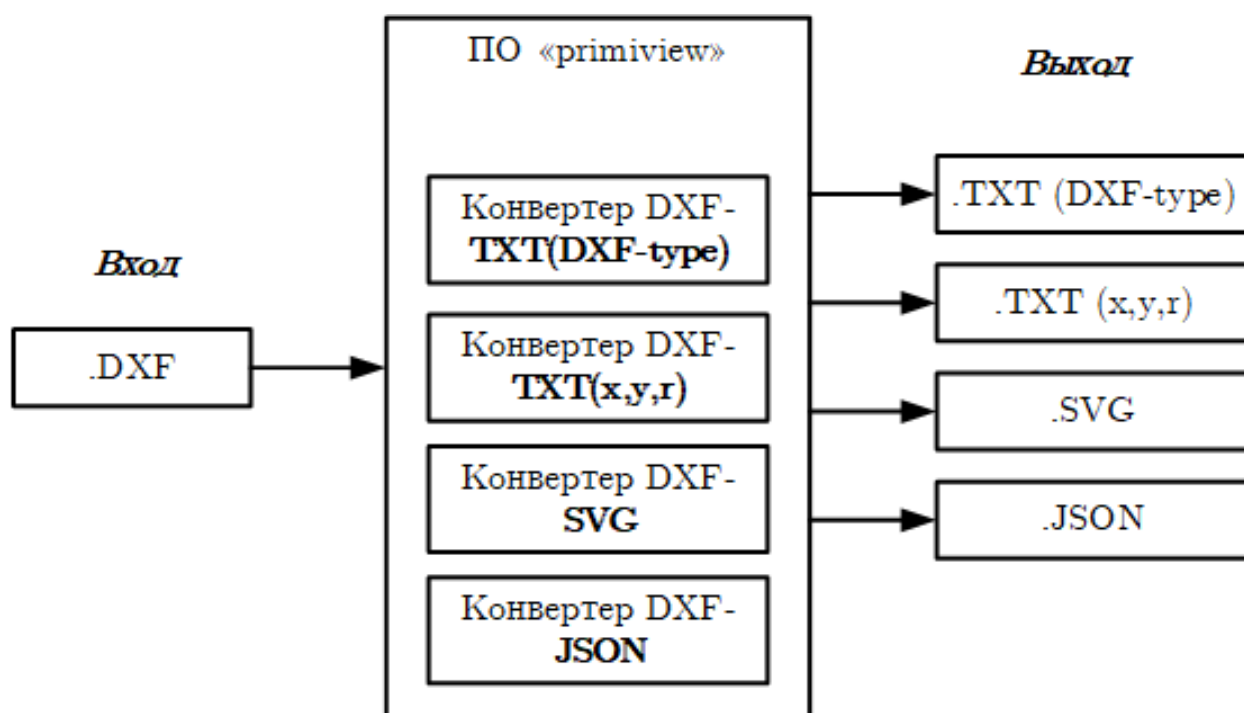 ПО «primiview»
Вход
.DXF
Конвертер DXF-
TXT(DXF-type)
Конвертер DXF-
TXT(x,y,r)
Конвертер DXF-
SVG
Конвертер DXF-
JSON
Выход
.TXT (DXF-type)
.TXT (x,y,r)
.SVG
.JSON